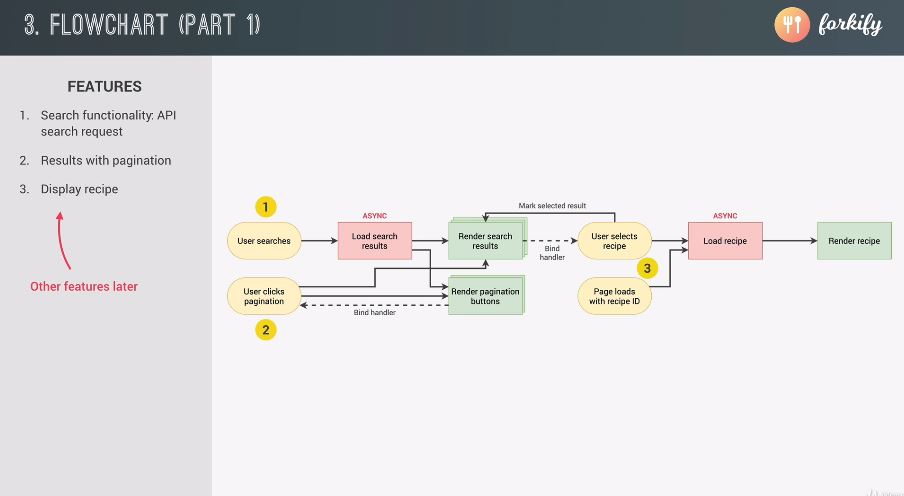 3. FLOWCHART (PART 1)
forkify
FEATURES
1. Search functionality: API
search request
2. Results with pagination
3. Display recipe
Other features later
1
User searches
ASYNC
Load search
results
Render search
results
Mark selected result
Bind
handler
User selects
recipe
ASYNC
Load recipe
Render recipe
User clicks
pagination
2
Bind handler
Render pagination
buttons
3
Page loads
with recipe ID